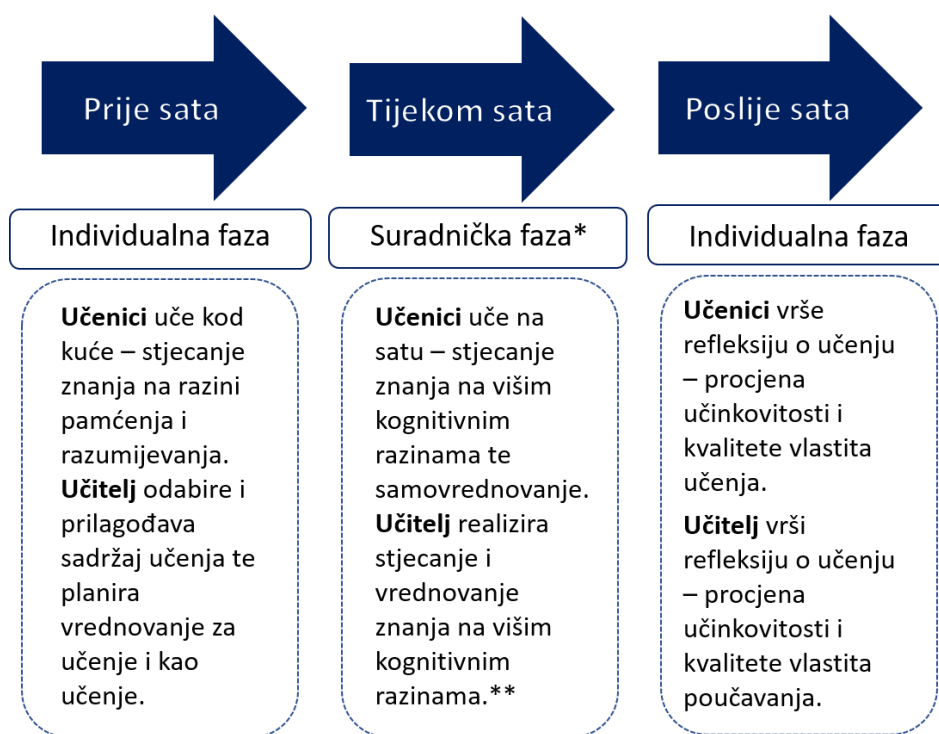 Prije sata
Tijekom sata
Poslije sata
Individualna faza
Suradnička faza*
Individualna faza
Učenici uče kod
kuće – stjecanje
znanja na razini
pamćenja i
razumijevanja.
Učitelj odabire i
prilagođava
sadržaj učenja te
planira
vrednovanje za
učenje i kao
učenje.
Učenici uče na
satu – stjecanje
znanja na višim
kognitivnim
razinama te
samovrednovanje.
Učitelj realizira
stjecanje i
vrednovanje
znanja na višim
kognitivnim
razinama.**
Učenici vrše
refleksiju o učenju
– procjena
učinkovitosti i
kvalitete vlastita
učenja.
Učitelj vrši
refleksiju o učenju
– procjena
učinkovitosti i
kvalitete vlastita
poučavanja.